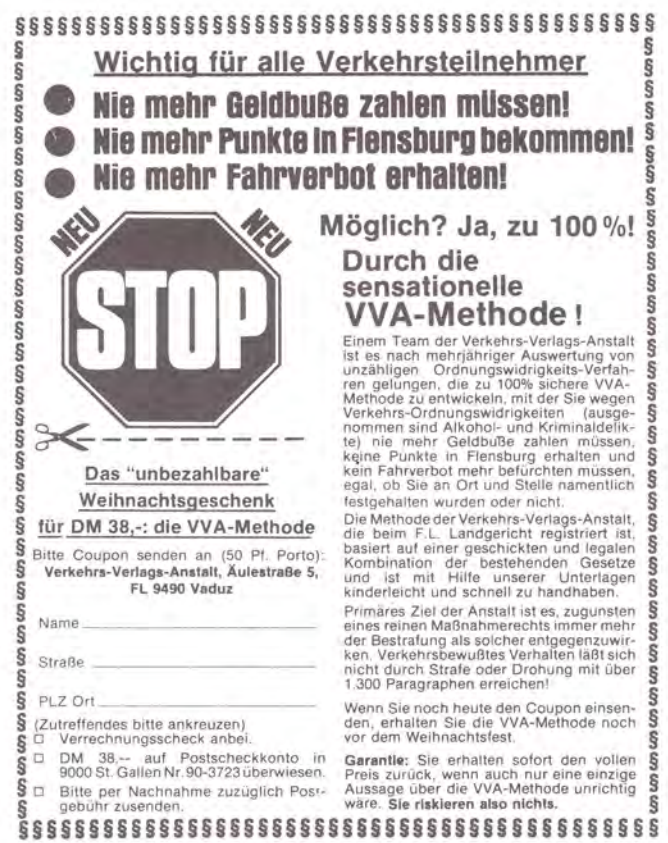 §§§§§§§§§§§§§§§§§§§§§§§§§§§§§§§§§§§§§§§§
Wichtig für alle Verkehrsteilnehmer
Nie mehr Geldbuße zahlen müssen!
Nie mehr Punkte in Flensburg bekommen!
Nie mehr Fahrverbot erhalten!
NEU
NEU
STOP
Das "unbezahlbare"
Weihnachtsgeschenk
für DM 38,-: die VVA-Methode
Bitte Coupon senden an (50 Pf. Porto):
Verkehrs-Verlags-Anstalt, Äulestraße 5,
FL 9490 Vaduz
Name
Straße
PLZ Ort
(Zutreffendes bitte ankreuzen)
Verrechnungsscheck anbei.
DM 38,-- auf Postscheckkonto in
9000 St. Gallen Nr. 90-3723 überwiesen.
Bitte per Nachnahme zuzüglich Post-
gebühr zusenden.
Möglich? Ja, zu 100%!
Durch die
sensationelle
VVA-Methode!
Einem Team der Verkehrs-Verlags-Anstalt
ist es nach mehrjähriger Auswertung von
unzähligen Ordnungswidrigkeits-Verfah-
ren gelungen, die zu 100% sichere VVA-
Methode zu entwickeln, mit der Sie wegen
Verkehrs-Ordnungswidrigkeiten (ausge-
nommen sind Alkohol- und Kriminaldelik-
te) nie mehr Geldbuße zahlen müssen,
keine Punkte in Flensburg erhalten und
kein Fahrverbot mehr befürchten müssen,
egal, ob Sie an Ort und Stelle namentlich
festgehalten wurden oder nicht.
Die Methode der Verkehrs-Verlags-Anstalt,
die beim F.L. Landgericht registriert ist,
basiert auf einer geschickten und legalen
Kombination der bestehenden Gesetze
und ist mit Hilfe unserer Unterlagen
kinderleicht und schnell zu handhaben.
Primäres Ziel der Anstalt ist es, zugunsten
eines reinen Maßnahmerechts immer mehr
der Bestrafung als solcher entgegenzuwir-
ken. Verkehrsbewußtes Verhalten läßt sich
nicht durch Strafe oder Drohung mit über
1.300 Paragraphen erreichen!
Wenn Sie noch heute den Coupon einsen-
den, erhalten Sie die VVA-Methode noch
vor dem Weihnachtsfest.
Garantie: Sie erhalten sofort den vollen
Preis zurück, wenn auch nur eine einzige
Aussage über die VVA-Methode unrichtig
wäre. Sie riskieren also nichts.
§§§§§§§§§§§§§§§§§§§§§§§§§§§§§§§§§§§§§§§§